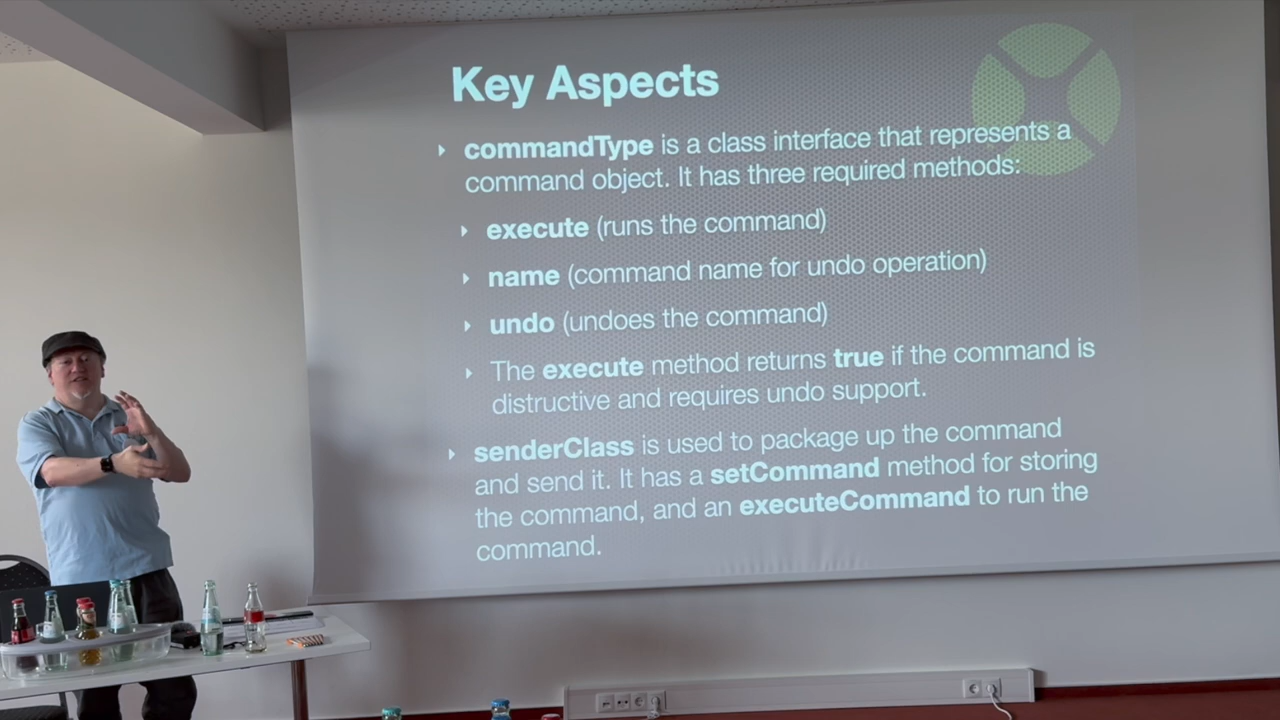 Key Aspects
commandType is a class interface that represents a
command object. It has three required methods:
execute (runs the command)
name (command name for undo operation)
undo (undoes the command)
The execute method returns true if the command is
distructive and requires undo support.
senderClass is used to package up the command
and send it. It has a setCommand method for storing
the command, and an executeCommand to run the
command.